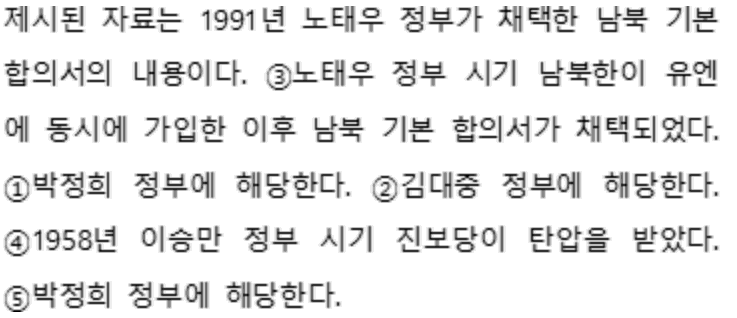 제시된 자료는 1991년 노태우 정부가 채택한 남북 기본
합의서의 내용이다. ③노태우 정부 시기 남북한이 유엔
에 동시에 가입한 이후 남북 기본 합의서가 채택되었다.
①박정희 정부에 해당한다. ②김대중 정부에 해당한다.
④1958년 이승만 정부 시기 진보당이 탄압을 받았다.
⑤박정희 정부에 해당한다.